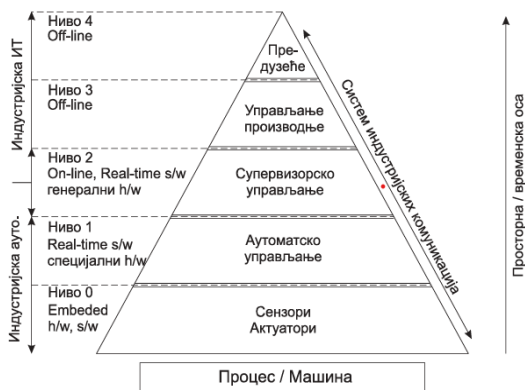 Ниво 4
Off-line
Пре-
дузеће
Ниво 3
Off-line
Управљање
производње
Ниво 2
On-line, Real-time s/w
генерални h/w
Супервизорско
управљање
Ниво 1
Real-time s/w
специјални h/w
Аутоматско
управљање
Ниво 0
Embeded
h/w, s/w
Сензори
Актуатори
Процес / Машина
Индустријска ИТ
Индустријска ауто-
Систем индустријских комуникација
Просторна / временска оса